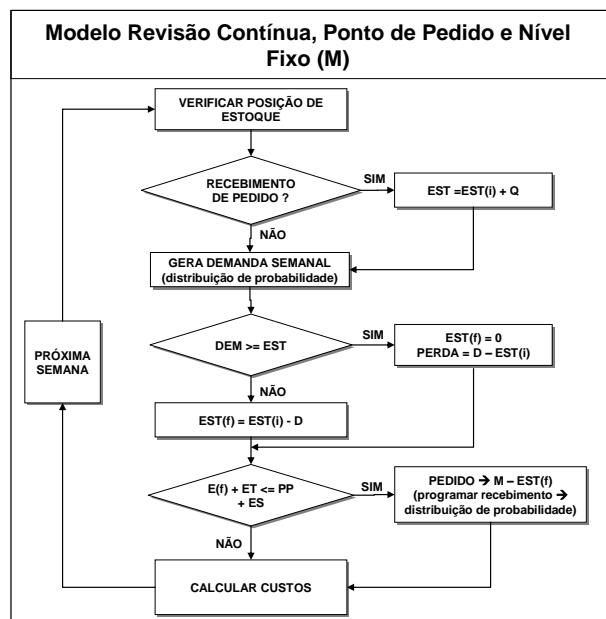 Modelo Revisão Contínua, Ponto de Pedido e Nível
Fixo (M)
VERIFICAR POSIÇÃO DE
ESTOQUE
RECEBIMENTO
DE PEDIDO ?
SIM
EST =EST(i) + Q
NÃO
GERA DEMANDA SEMANAL
(distribuição de probabilidade)
DEM >= EST
SIM
EST(f) = 0
PERDA = D – EST(i)
NÃO
EST(f) = EST(i) - D
E(f) + ET <= PP
+ ES
SIM
PEDIDO → M – EST(f)
(programar recebimento →
distribuição de probabilidade)
NÃO
CALCULAR CUSTOS
PRÓXIMA
SEMANA